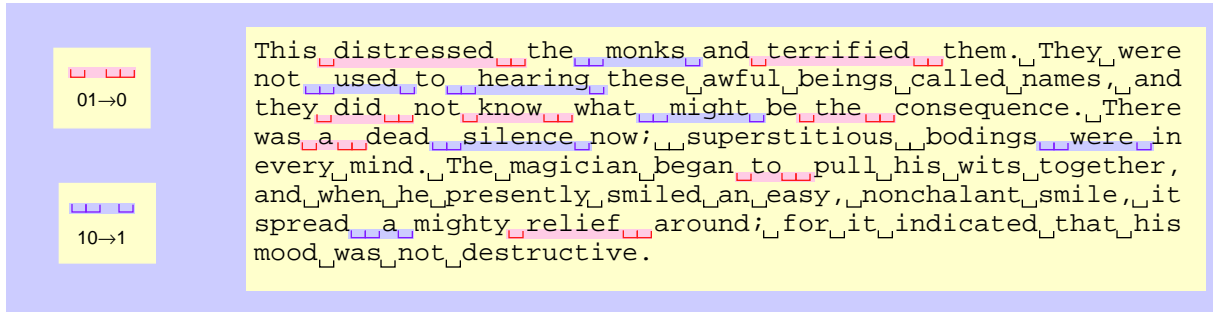 01→0
10→1
This distressed  the  monks and terrified  them. They were
not  used to  hearing these awful beings called names, and
they did  not know  what  might be the  consequence. There
was a  dead  silence now;  superstitious  bodings  were in
every mind. The magician began to  pull his wits together,
and when he presently smiled an easy, nonchalant smile, it
spread  a mighty relief  around; for it indicated that his
mood was not destructive.